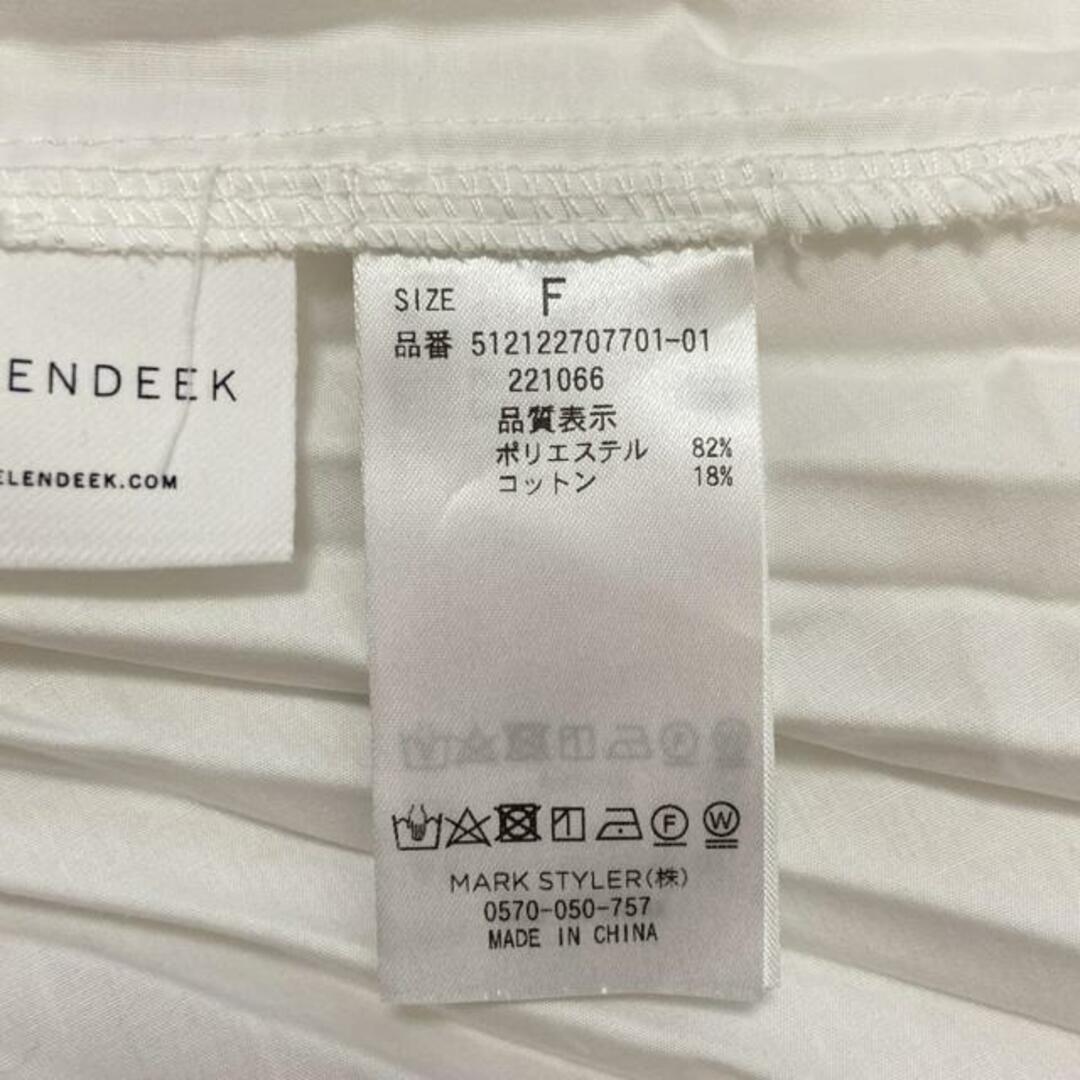 ENDEEK
ELENDEEK.COM
SIZE F
品番 512122707701-01
221066
品質表示
ポリエステル 82%
コットン 18%
F W
MARK STYLER(株)
0570-050-757
MADE IN CHINA